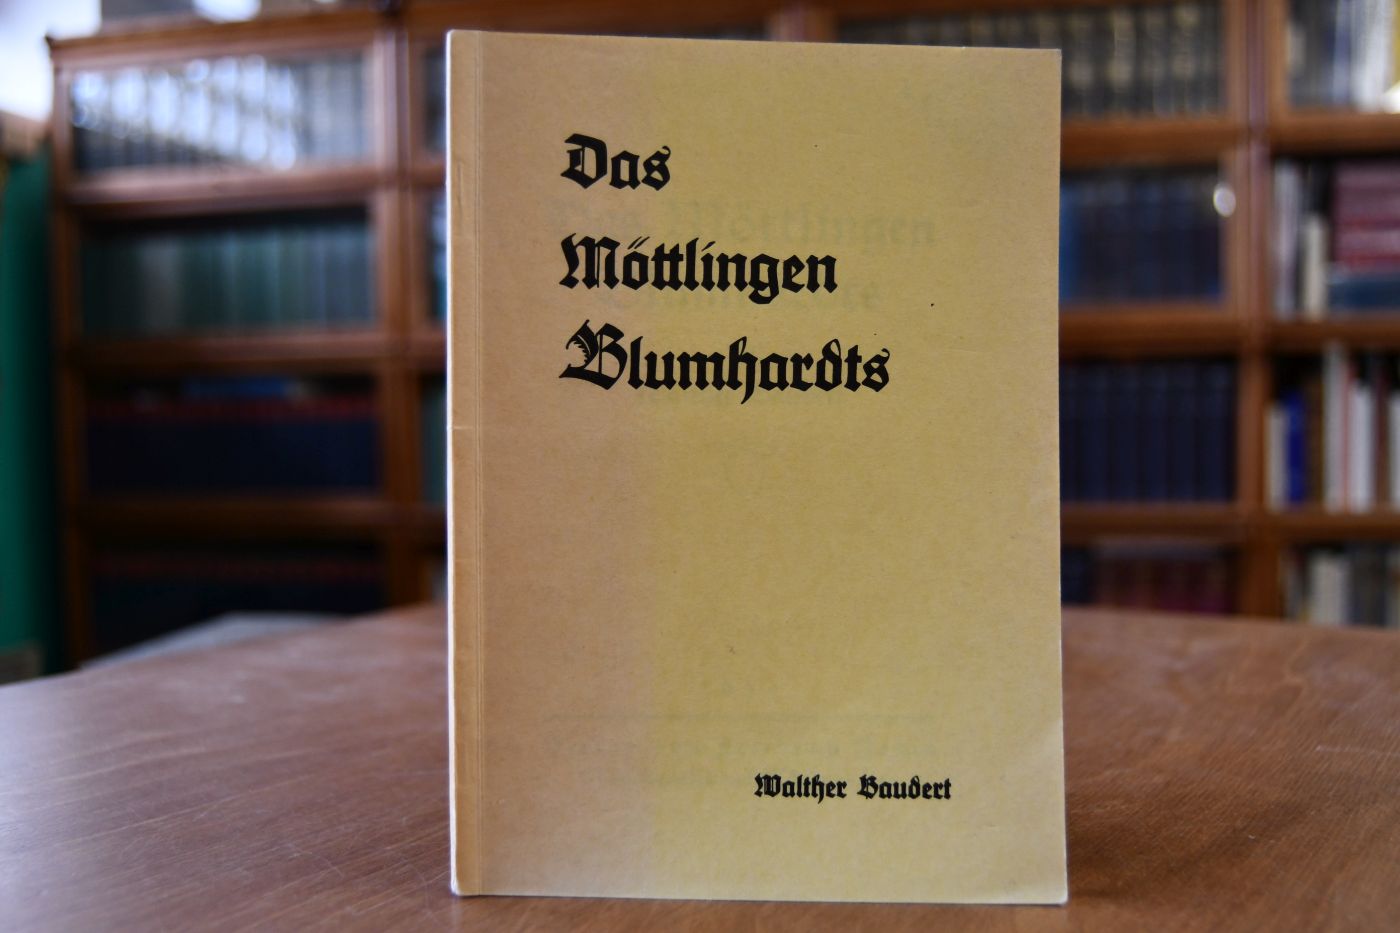 Das
Möttlingen
Blumhardts
Walther Baudert